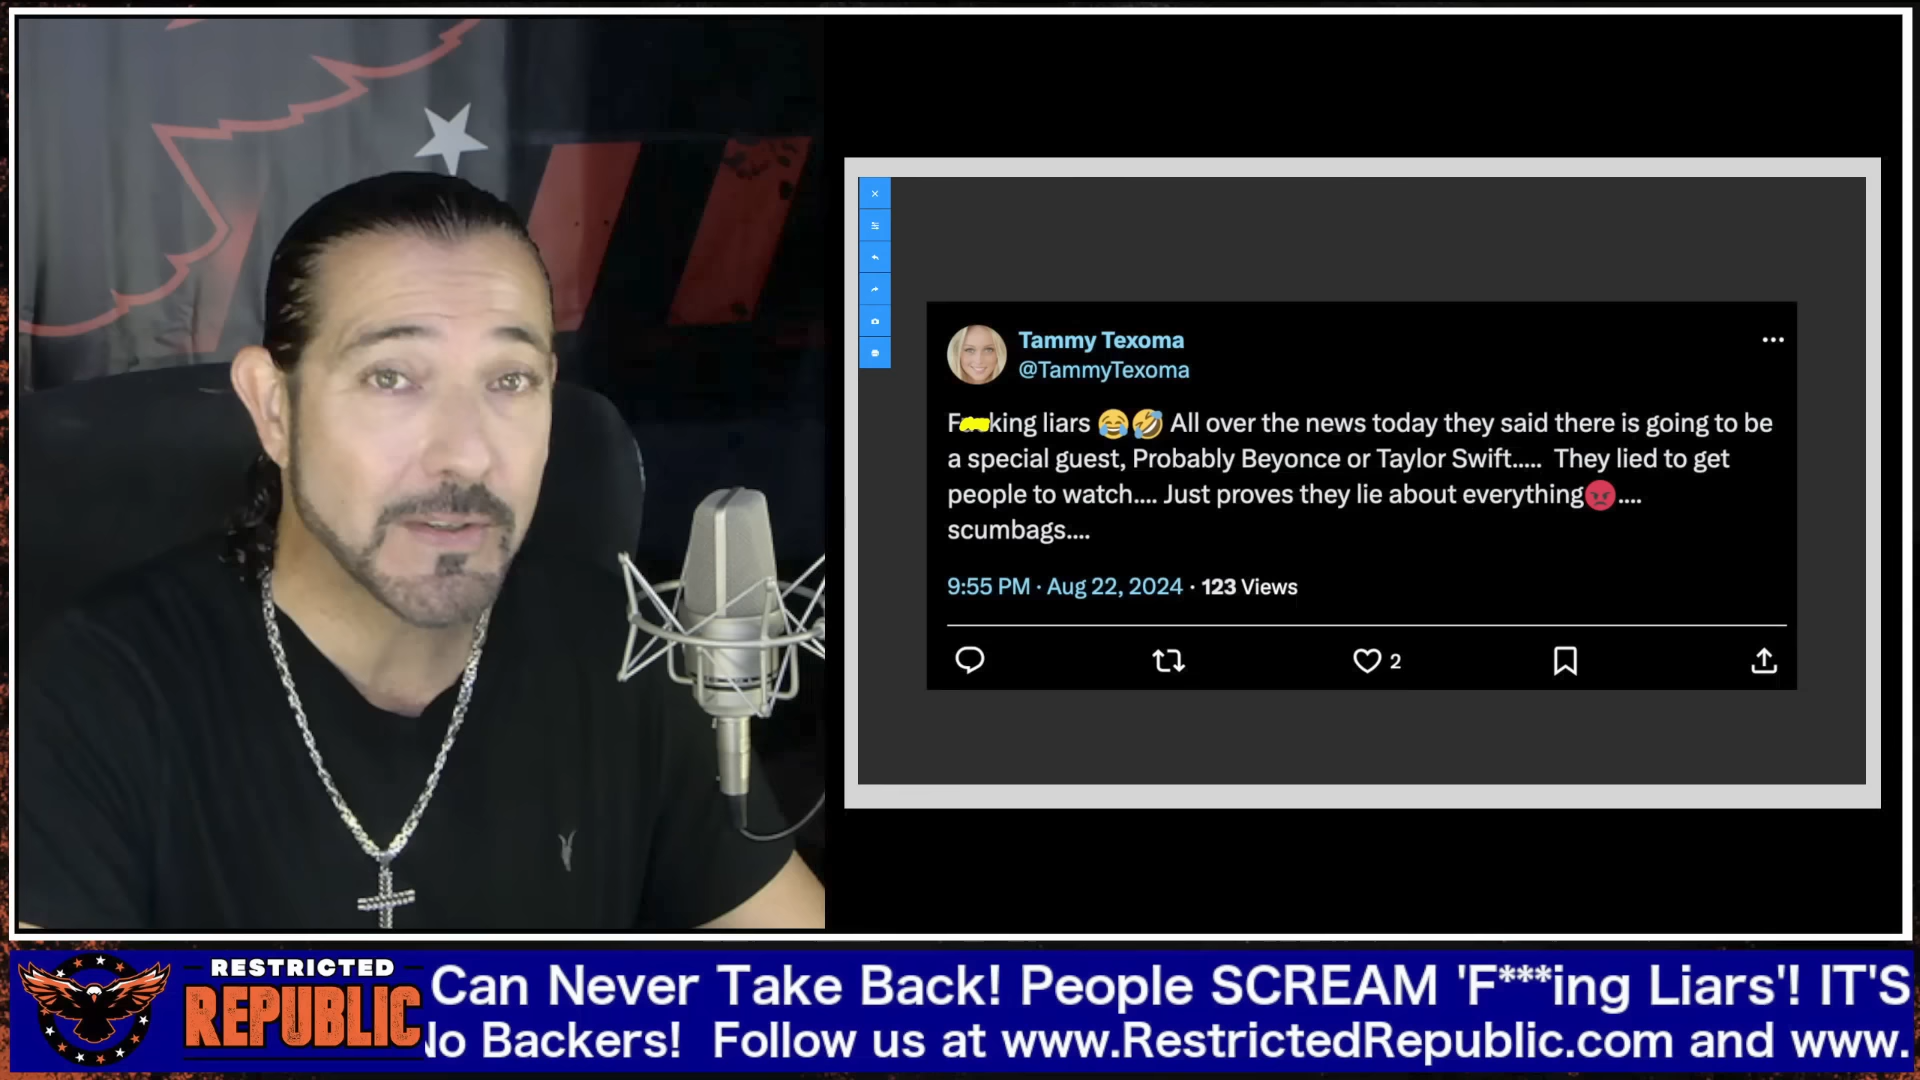 Tammy Texoma
@TammyTexoma
F king liars 😂🤣 All over the news today they said there is going to be
a special guest, Probably Beyonce or Taylor Swift..... They lied to get
people to watch.... Just proves they lie about everything😡....
scumbags....
9:55 PM · Aug 22, 2024 · 123 Views
2
RESTRICTED
REPUBLIC
Can Never Take Back! People SCREAM 'F***ing Liars'! IT'S
No Backers! Follow us at www.RestrictedRepublic.com and www.